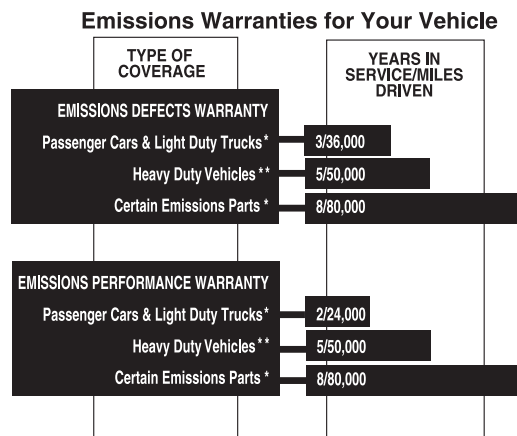 Emissions Warranties for Your Vehicle
TYPE OF
COVERAGE
YEARS IN
SERVICE/MILES
DRIVEN
EMISSIONS DEFECTS WARRANTY
Passenger Cars & Light Duty Trucks* 3/36,000
Heavy Duty Vehicles** 5/50,000
Certain Emissions Parts * 8/80,000
EMISSIONS PERFORMANCE WARRANTY
Passenger Cars & Light Duty Trucks* 2/24,000
Heavy Duty Vehicles** 5/50,000
Certain Emissions Parts * 8/80,000